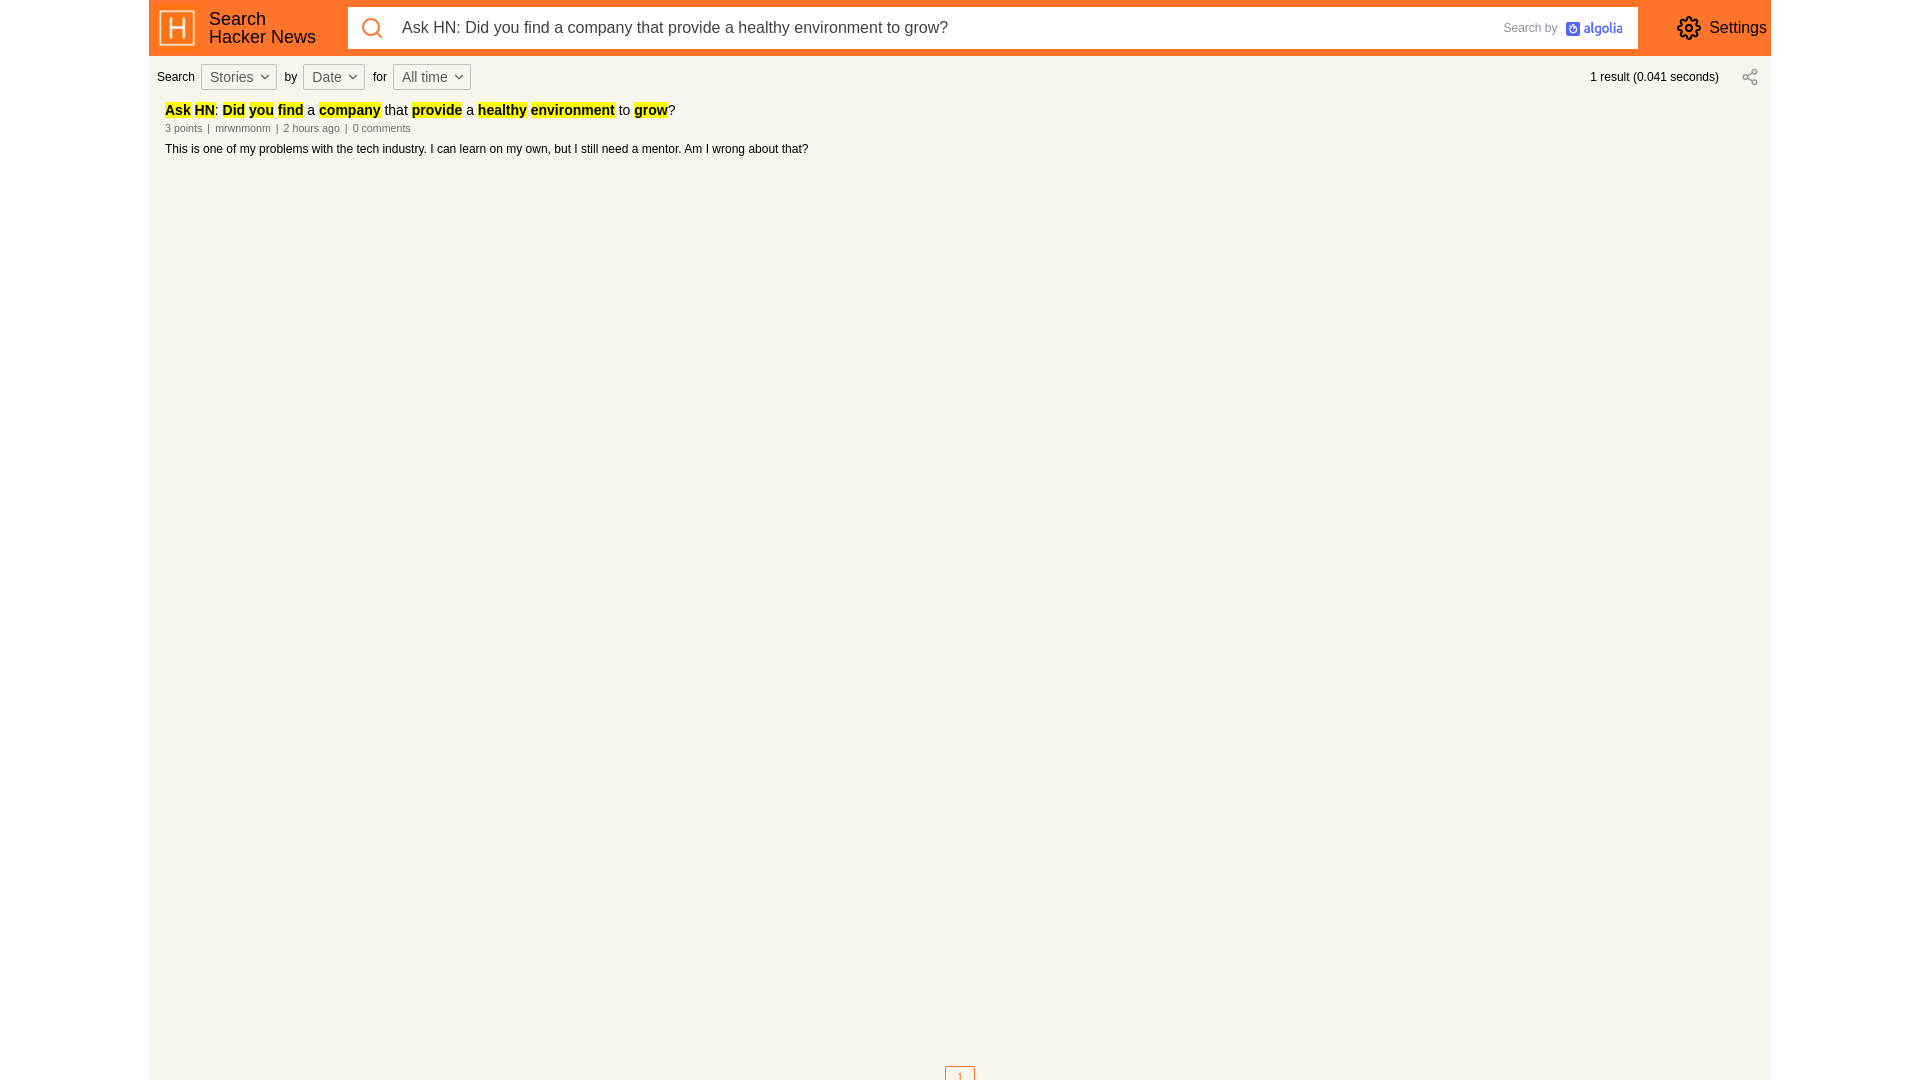 Search
Hacker News
Ask HN: Did you find a company that provide a healthy environment to grow?
Search by algolia
Settings
Search Stories by Date for All time
1 result (0.041 seconds)
Ask HN: Did you find a company that provide a healthy environment to grow?
3 points | mrwnmonm | 2 hours ago | 0 comments
This is one of my problems with the tech industry. I can learn on my own, but I still need a mentor. Am I wrong about that?
1